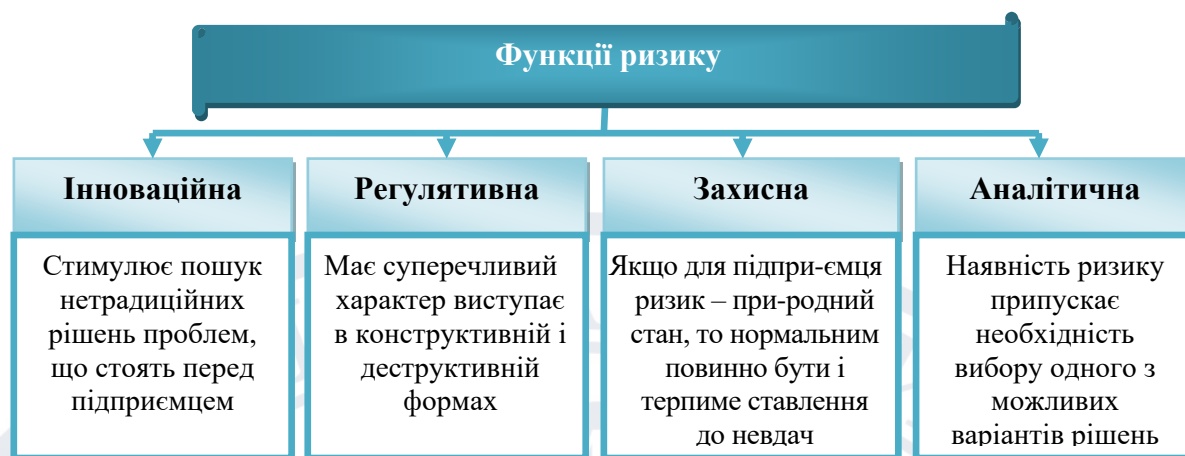 Функції ризику
Інноваційна
Стимулює пошук
нетрадиційних
рішень проблем,
що стоять перед
підприємцем
Регулятивна
Має суперечливий
характер виступає
в конструктивній і
деструктивній
формах
Захисна
Якщо для підпри-ємця
ризик – при-родний
стан, то нормальним
повинно бути і
терпиме ставлення
до невдач
Аналітична
Наявність ризику
припускає
необхідність
вибору одного з
можливих
варіантів рішень